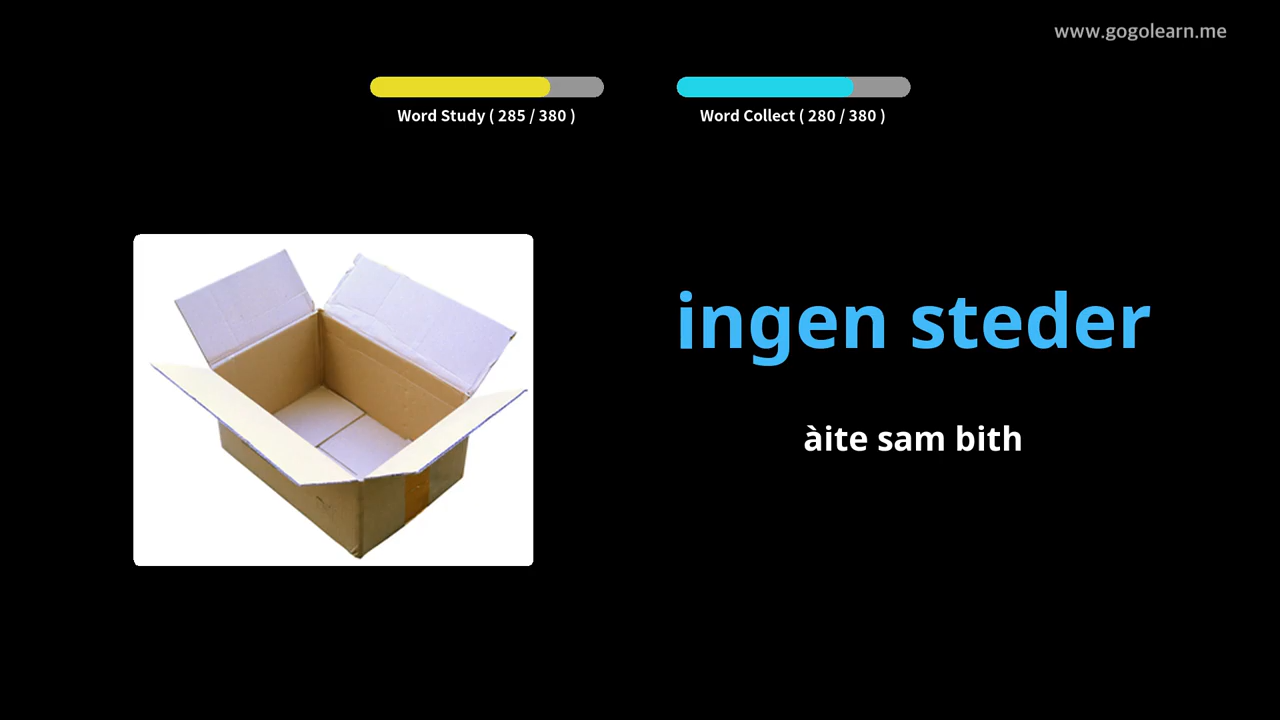 www.gogolearn.me
Word Study ( 285 / 380 )
Word Collect ( 280 / 380 )
ingen steder
àite sam bith